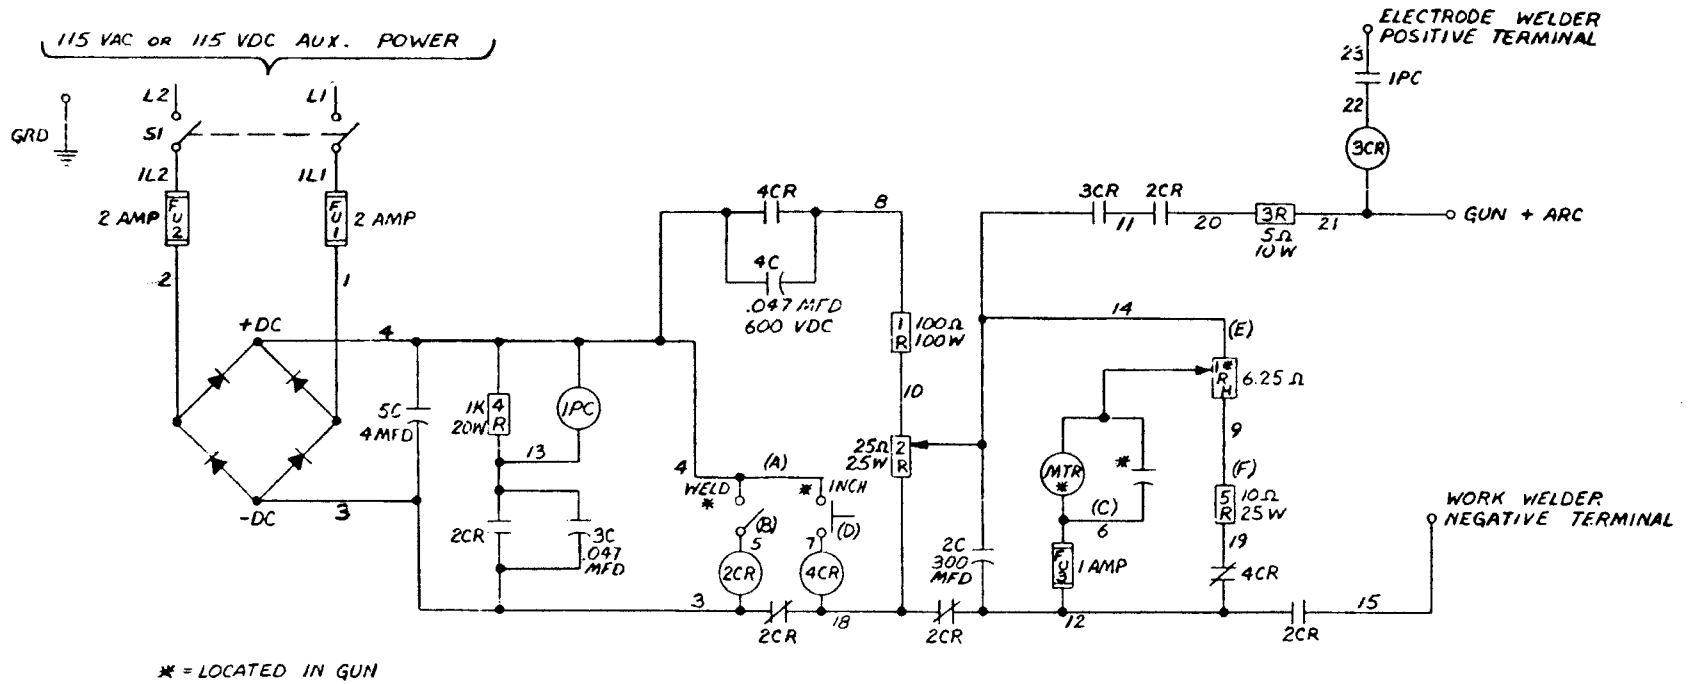 115 VAC OR 115 VDC AUX. POWER
ELECTRODE WELDER
POSITIVE TERMINAL
23
1PC
22
3CR
L2
L1
GRD
S1
1L2
1L1
2 AMP
FU2
FU1
2 AMP
2
1
4CR
8
4C
.047 MFD
600 VDC
3CR
2CR
11
20
3R
5Ω
10W
21
GUN + ARC
+DC
4
1R
100Ω
100W
14
(E)
1*
RH
6.25 Ω
5C
4MFD
1K
20W
4R
1PC
10
13
9
25Ω
25W
2R
4
(A)
WELD
*
* INCH
MTR
*
*
(F)
5R
10Ω
25W
WORK WELDER
NEGATIVE TERMINAL
-DC
3
2CR
3C
.047
MFD
(B)
5
(D)
7
2CR
4CR
2C
300
MFD
(C)
6
FU3
1 AMP
19
4CR
3
2CR
18
2CR
12
2CR
15
* = LOCATED IN GUN